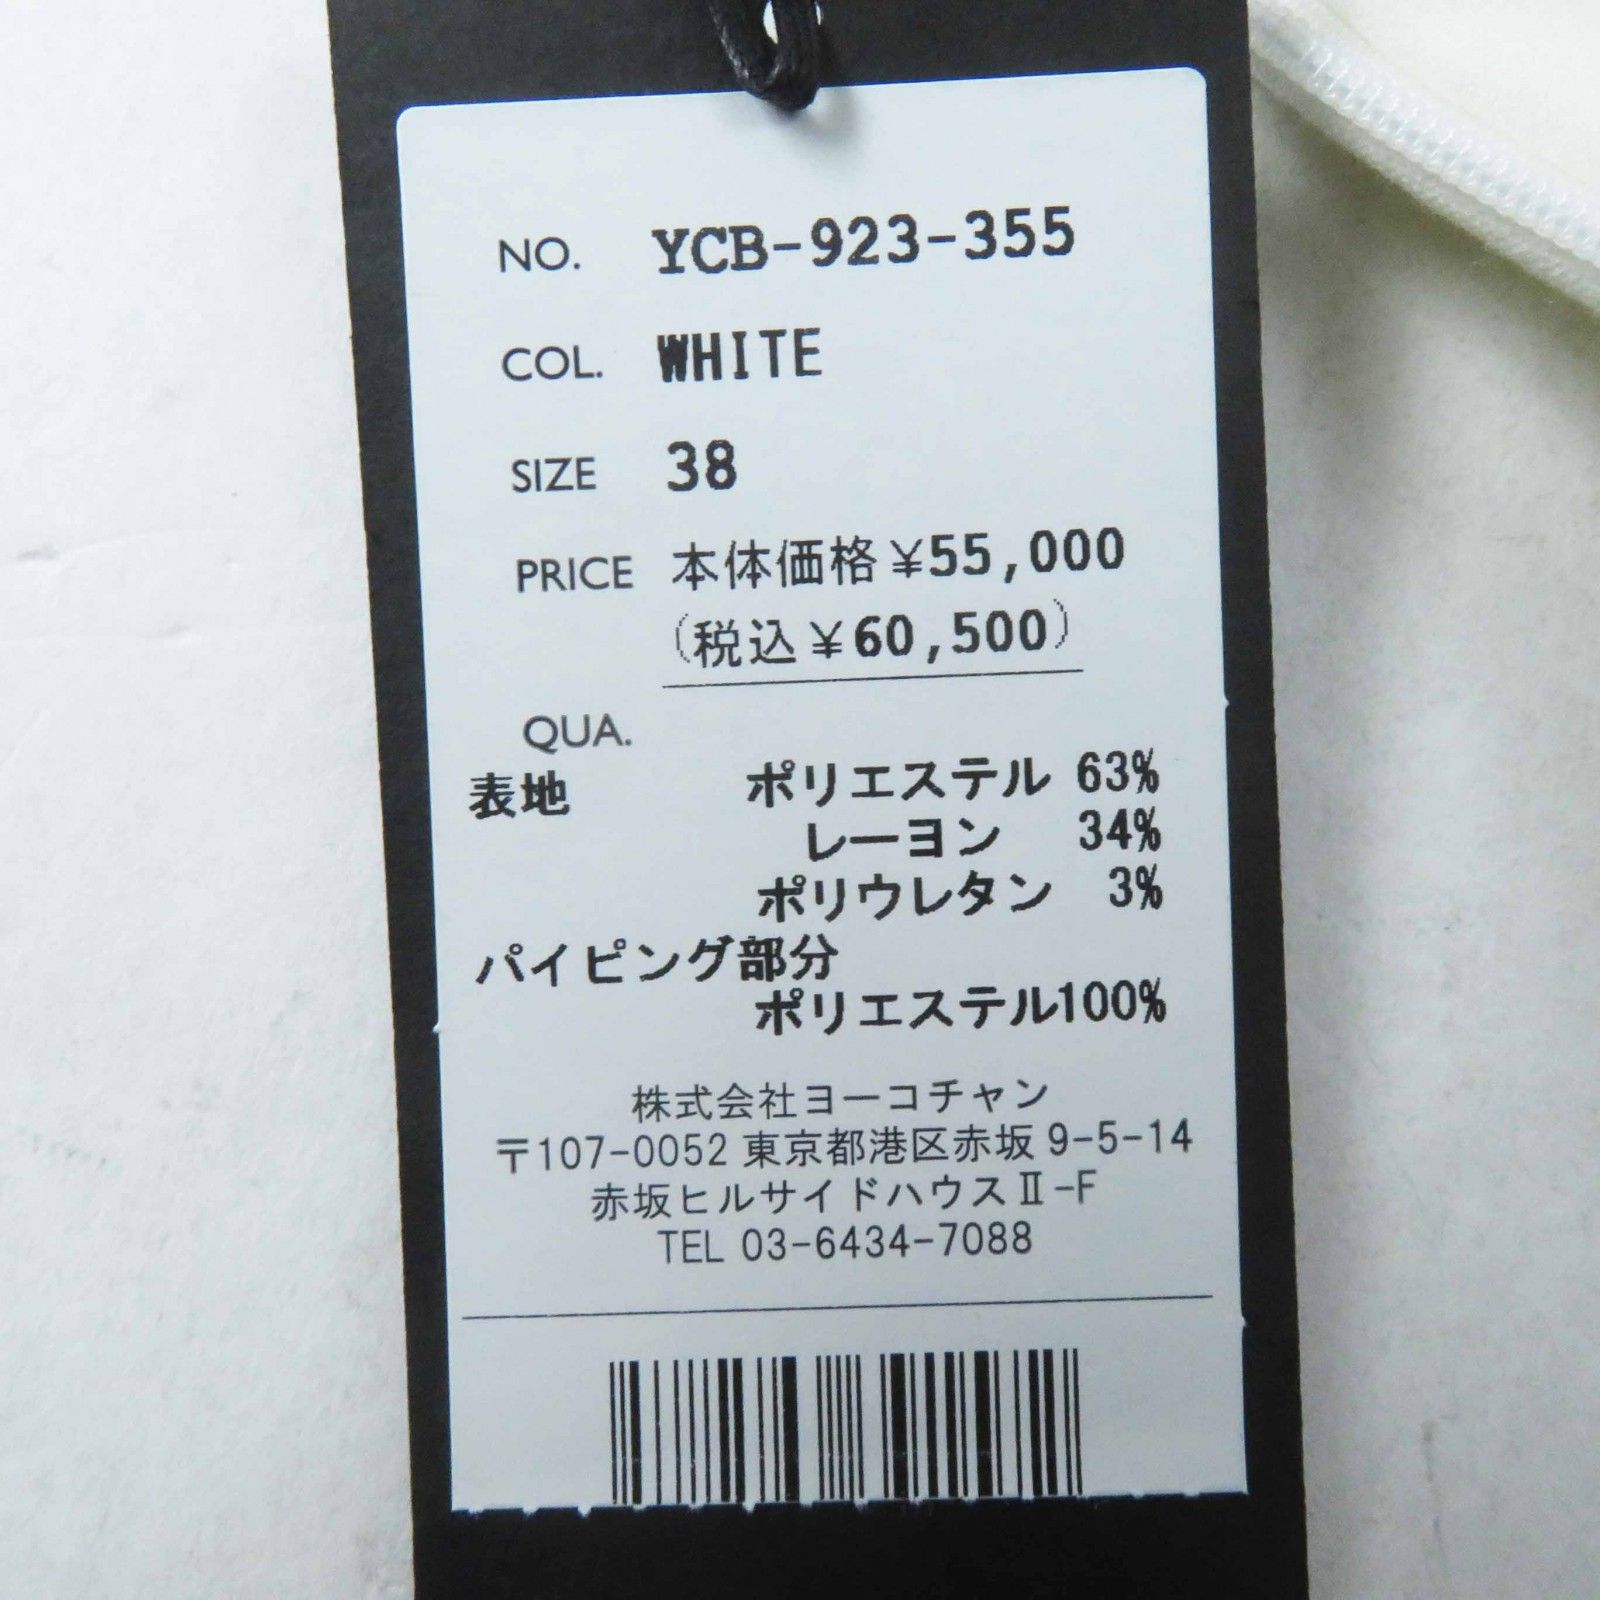 NO. YCB-923-355
COL. WHITE
SIZE 38
PRICE 本体価格¥55,000
(税込¥60,500)
QUA.
表地 ポリエステル 63%
レーヨン 34%
ポリウレタン 3%
パイピング部分
ポリエステル100%
株式会社ヨーコチャン
〒107-0052 東京都港区赤坂 9-5-14
赤坂ヒルサイドハウスⅡ-F
TEL 03-6434-7088